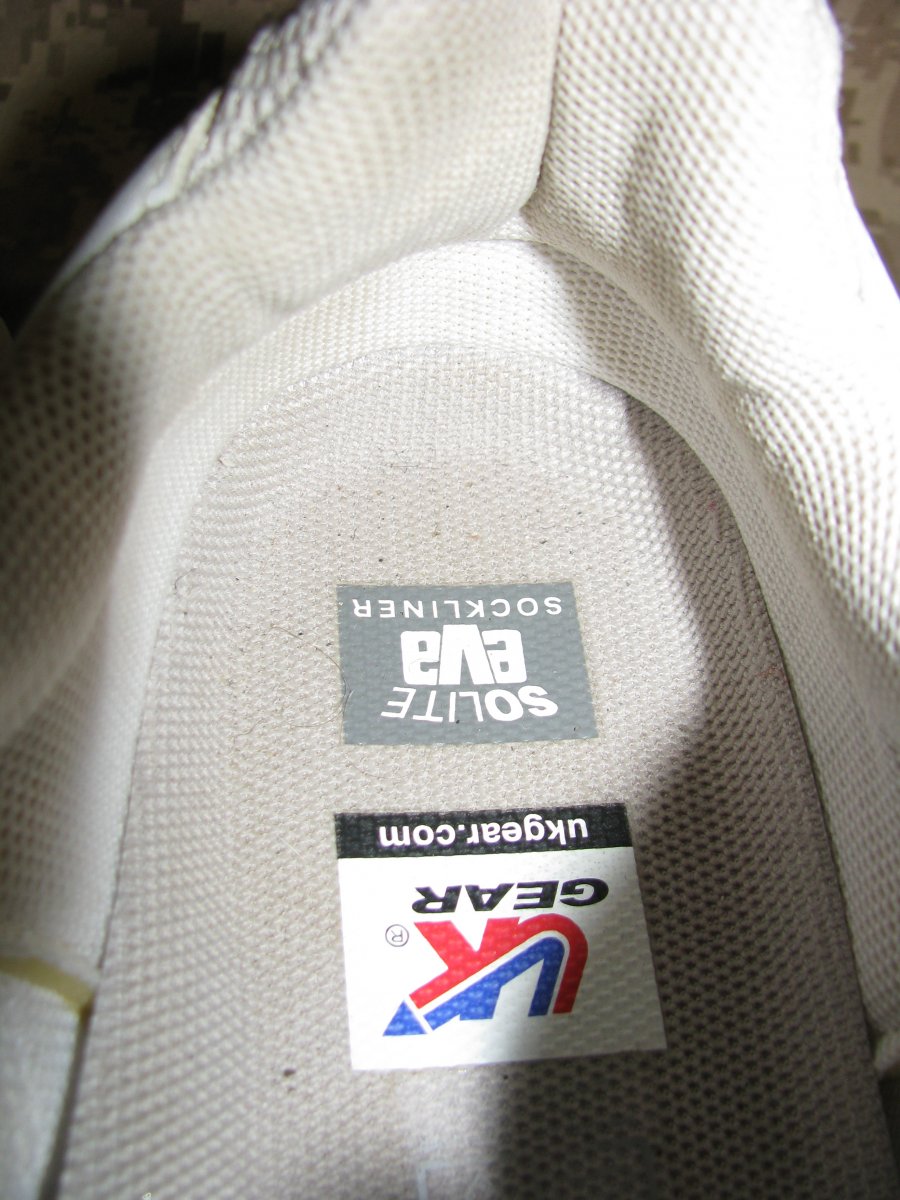 UK®
GEAR
ukgear.com
SOLITE
eva
SOCKLINER